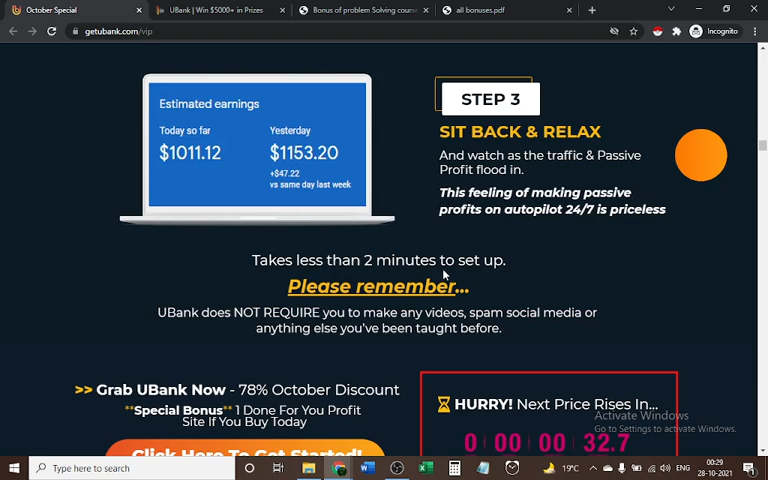 October Special
UBank | Win $5000+ in Prizes
Bonus of problem Solving course
all bonuses.pdf
getubank.com/vip
Incognito
Estimated earnings
Today so far
Yesterday
$1011.12
$1153.20
+$47.22
vs same day last week
STEP 3
SIT BACK & RELAX
And watch as the traffic & Passive
Profit flood in.
This feeling of making passive
profits on autopilot 24/7 is priceless
Takes less than 2 minutes to set up.
Please remember...
UBank does NOT REQUIRE you to make any videos, spam social media or
anything else you've been taught before.
>> Grab UBank Now - 78% October Discount
**Special Bonus** 1 Done For You Profit
Site If You Buy Today
Click Here To Get Started!
HURRY! Next Price Rises In...
0 00 00 32.7
Activate Windows
Go to Settings to activate Windows.
Type here to search
19°C
ENG
00:29
28-10-2021